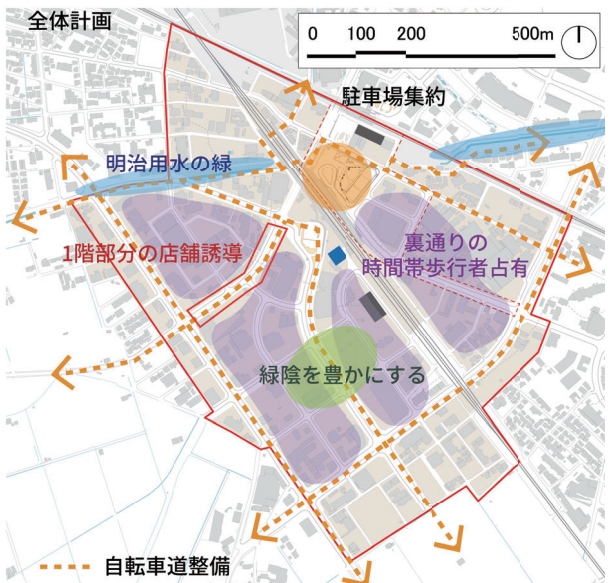 全体計画
0 100 200 500m
駐車場集約
明治用水の緑
1階部分の店舗誘導
裏通りの
時間帯歩行者占有
緑陰を豊かにする
自転車道整備